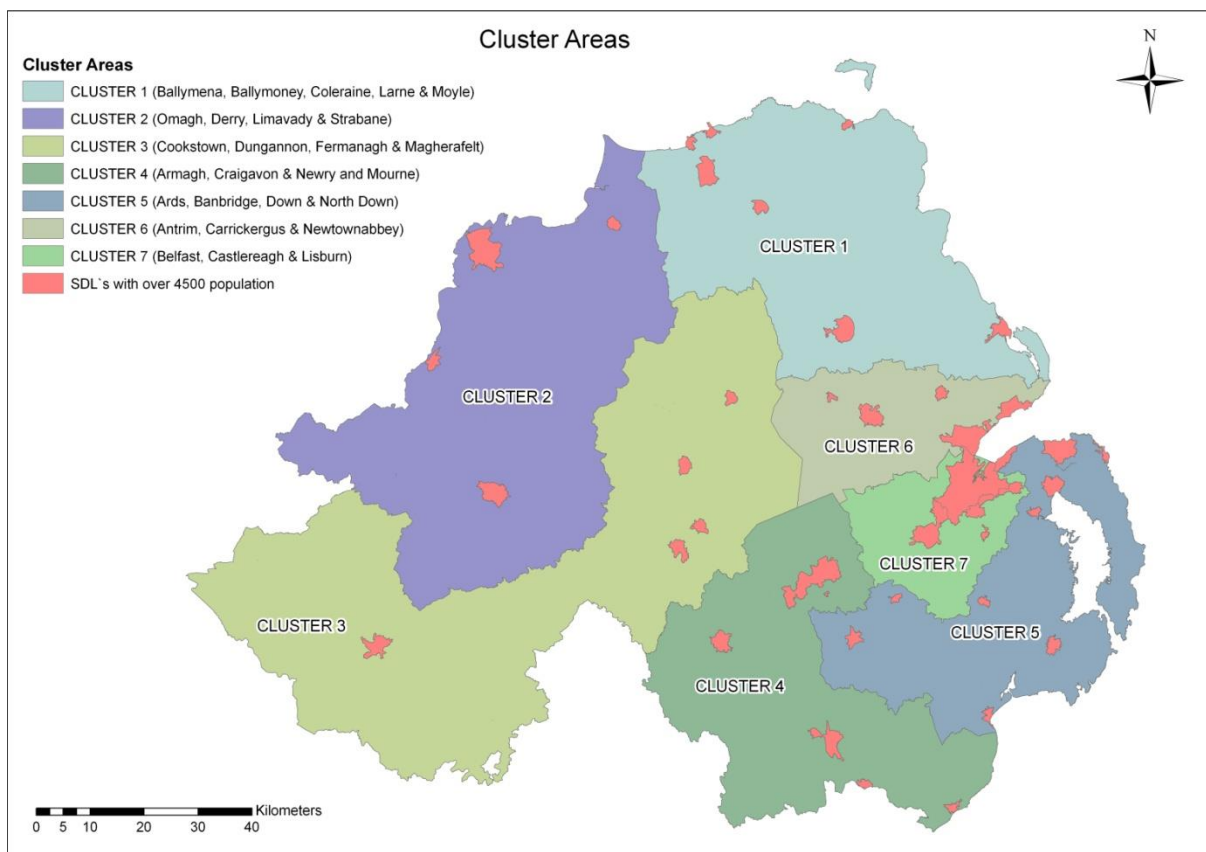 Cluster Areas
N
Cluster Areas
CLUSTER 1 (Ballymena, Ballymoney, Coleraine, Larne & Moyle)
CLUSTER 2 (Omagh, Derry, Limavady & Strabane)
CLUSTER 3 (Cookstown, Dungannon, Fermanagh & Magherafelt)
CLUSTER 4 (Armagh, Craigavon & Newry and Mourne)
CLUSTER 5 (Ards, Banbridge, Down & North Down)
CLUSTER 6 (Antrim, Carrickergus & Newtownabbey)
CLUSTER 7 (Belfast, Castlereagh & Lisburn)
SDL`s with over 4500 population
CLUSTER 1
CLUSTER 2
CLUSTER 6
CLUSTER 7
CLUSTER 3
CLUSTER 5
CLUSTER 4
Kilometers
0 5 10 20 30 40